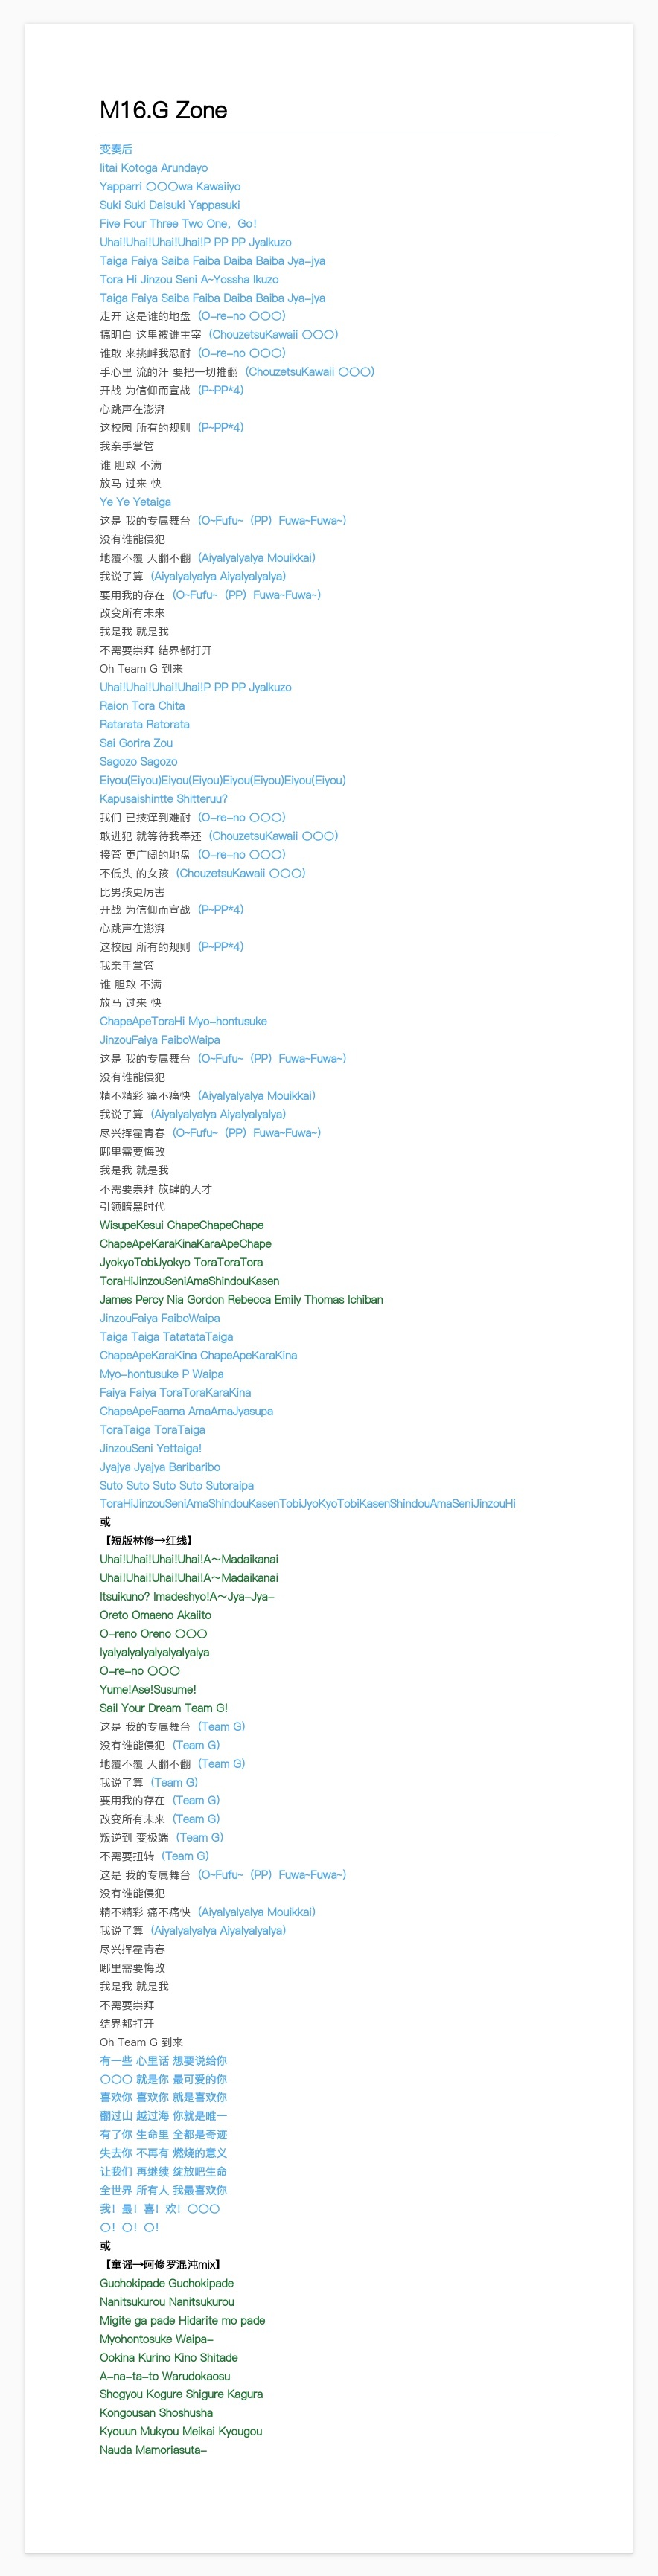 M16.G Zone
变奏后
Iitai Kotoga Arundayo
Yapparri 〇〇〇wa Kawaiiyo
Suki Suki Daisuki Yappasuki
Five Four Three Two One，Go！
Uhai!Uhai!Uhai!Uhai!P PP PP Jyalkuzo
Taiga Faiya Saiba Faiba Daiba Baiba Jya-jya
Tora Hi Jinzou Seni A~Yossha Ikuzo
Taiga Faiya Saiba Faiba Daiba Baiba Jya-jya
走开 这是谁的地盘（O-re-no 〇〇〇）
搞明白 这里被谁主宰（ChouzetsuKawaii 〇〇〇）
谁敢 来挑衅我忍耐（O-re-no 〇〇〇）
手心里 流的汗 要把一切推翻（ChouzetsuKawaii 〇〇〇）
开战 为信仰而宣战（P~PP*4）
心跳声在澎湃
这校园 所有的规则（P~PP*4）
我亲手掌管
谁 胆敢 不满
放马 过来 快
Ye Ye Yetaiga
这是 我的专属舞台（O~Fufu~（PP）Fuwa~Fuwa~）
没有谁能侵犯
地覆不覆 天翻不翻（Aiyalyalyalya Mouikkai）
我说了算（Aiyalyalyalya Aiyalyalyalya）
要用我的存在（O~Fufu~（PP）Fuwa~Fuwa~）
改变所有未来
我是我 就是我
不需要崇拜 结界都打开
Oh Team G 到来
Uhai!Uhai!Uhai!Uhai!P PP PP Jyalkuzo
Raion Tora Chita
Ratarata Ratorata
Sai Gorira Zou
Sagozo Sagozo
Eiyou(Eiyou)Eiyou(Eiyou)Eiyou(Eiyou)Eiyou(Eiyou)
Kapusaishintte Shitteruu?
我们 已技痒到难耐（O-re-no 〇〇〇）
敢进犯 就等待我奉还（ChouzetsuKawaii 〇〇〇）
接管 更广阔的地盘（O-re-no 〇〇〇）
不低头 的女孩（ChouzetsuKawaii 〇〇〇）
比男孩更厉害
开战 为信仰而宣战（P~PP*4）
心跳声在澎湃
这校园 所有的规则（P~PP*4）
我亲手掌管
谁 胆敢 不满
放马 过来 快
ChapeApeToraHi Myo-hontusuke
JinzouFaiya FaiboWaipa
这是 我的专属舞台（O~Fufu~（PP）Fuwa~Fuwa~）
没有谁能侵犯
精不精彩 痛不痛快（Aiyalyalyalya Mouikkai）
我说了算（Aiyalyalyalya Aiyalyalyalya）
尽兴挥霍青春（O~Fufu~（PP）Fuwa~Fuwa~）
哪里需要悔改
我是我 就是我
不需要崇拜 放肆的天才
引领暗黑时代
WisupeKesui ChapeChapeChape
ChapeApeKaraKinaKaraApeChape
JyokyoTobiJyokyo ToraToraTora
ToraHiJinzouSeniAmaShindouKasen
James Percy Nia Gordon Rebecca Emily Thomas Ichiban
JinzouFaiya FaiboWaipa
Taiga Taiga TatatataTaiga
ChapeApeKaraKina ChapeApeKaraKina
Myo-hontusuke P Waipa
Faiya Faiya ToraToraKaraKina
ChapeApeFaama AmaAmaJyasupa
ToraTaiga ToraTaiga
JinzouSeni Yettaiga!
Jyajya Jyajya Baribaribo
Suto Suto Suto Suto Sutoraipa
ToraHiJinzouSeniAmaShindouKasenTobiJyoKyoTobiKasenShindouAmaSeniJinzouHi
或
【短版林修→红线】
Uhai!Uhai!Uhai!Uhai!A～Madaikanai
Uhai!Uhai!Uhai!Uhai!A～Madaikanai
Itsuikuno? Imadeshyo!A～Jya-Jya-
Oreto Omaeno Akaiito
O-reno Oreno 〇〇〇
Iyalyalyalyalyalyalyalya
O-re-no 〇〇〇
Yume!Ase!Susume!
Sail Your Dream Team G!
这是 我的专属舞台（Team G）
没有谁能侵犯（Team G）
地覆不覆 天翻不翻（Team G）
我说了算（Team G）
要用我的存在（Team G）
改变所有未来（Team G）
叛逆到 变极端（Team G）
不需要扭转（Team G）
这是 我的专属舞台（O~Fufu~（PP）Fuwa~Fuwa~）
没有谁能侵犯
精不精彩 痛不痛快（Aiyalyalyalya Mouikkai）
我说了算（Aiyalyalyalya Aiyalyalyalya）
尽兴挥霍青春
哪里需要悔改
我是我 就是我
不需要崇拜
结界都打开
Oh Team G 到来
有一些 心里话 想要说给你
〇〇〇 就是你 最可爱的你
喜欢你 喜欢你 就是喜欢你
翻过山 越过海 你就是唯一
有了你 生命里 全都是奇迹
失去你 不再有 燃烧的意义
让我们 再继续 绽放吧生命
全世界 所有人 我最喜欢你
我！最！喜！欢！〇〇〇
〇！〇！〇！
或
【童谣→阿修罗混沌mix】
Guchokipade Guchokipade
Nanitsukurou Nanitsukurou
Migite ga pade Hidarite mo pade
Myohontosuke Waipa-
Ookina Kurino Kino Shitade
A-na-ta-to Warudokaosu
Shogyou Kogure Shigure Kagura
Kongousan Shoshusha
Kyouun Mukyou Meikai Kyougou
Nauda Mamoriasuta-